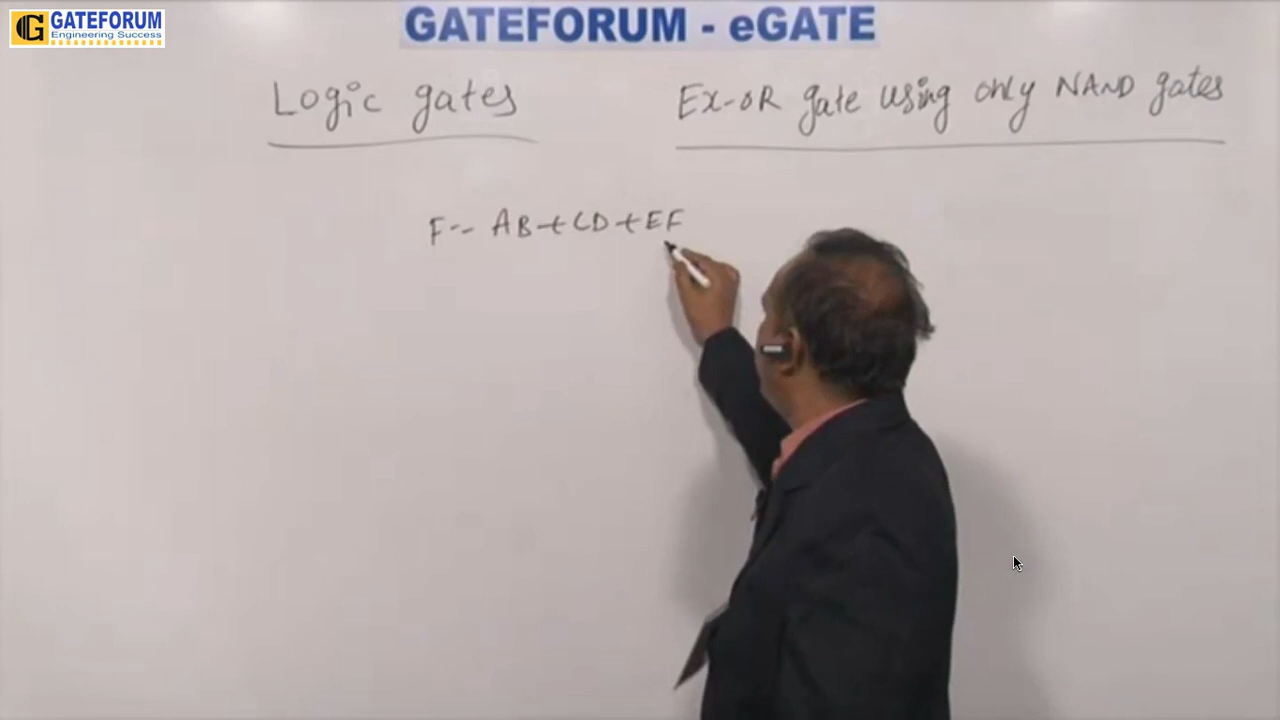 GATEFORUM
Engineering Success
GATEFORUM - eGATE
Logic gates
Ex-OR gate using only NAND gates
F = AB + CD + EF